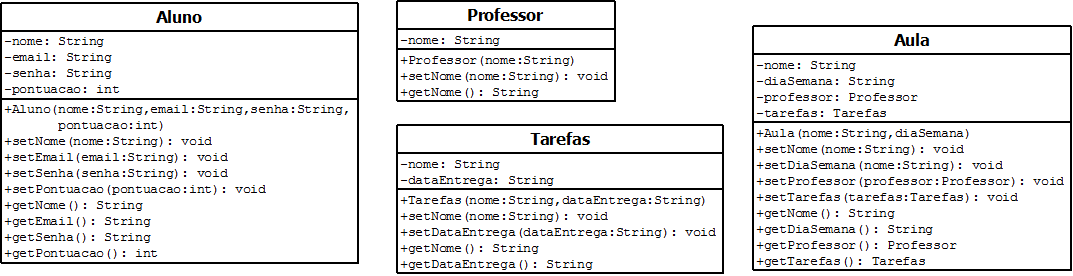 Aluno
-nome: String
-email: String
-senha: String
-pontuacao: int
+Aluno(nome:String,email:String,senha:String,
pontuacao:int)
+setNome(nome:String): void
+setEmail(email:String): void
+setSenha(senha:String): void
+setPontuacao(pontuacao:int): void
+getNome(): String
+getEmail(): String
+getSenha(): String
+getPontuacao(): int
Professor
-nome: String
+Professor(nome:String)
+setNome(nome:String): void
+getNome(): String
Tarefas
-nome: String
-dataEntrega: String
+Tarefas(nome:String,dataEntrega:String)
+setNome(nome:String): void
+setDataEntrega(dataEntrega:String): void
+getNome(): String
+getDataEntrega(): String
Aula
-nome: String
-diaSemana: String
-professor: Professor
-tarefas: Tarefas
+Aula(nome:String,diaSemana)
+setNome(nome:String): void
+setDiaSemana(nome:String): void
+setProfessor(professor:Professor): void
+setTarefas(tarefas:Tarefas): void
+getNome(): String
+getDiaSemana(): String
+getProfessor(): Professor
+getTarefas(): Tarefas